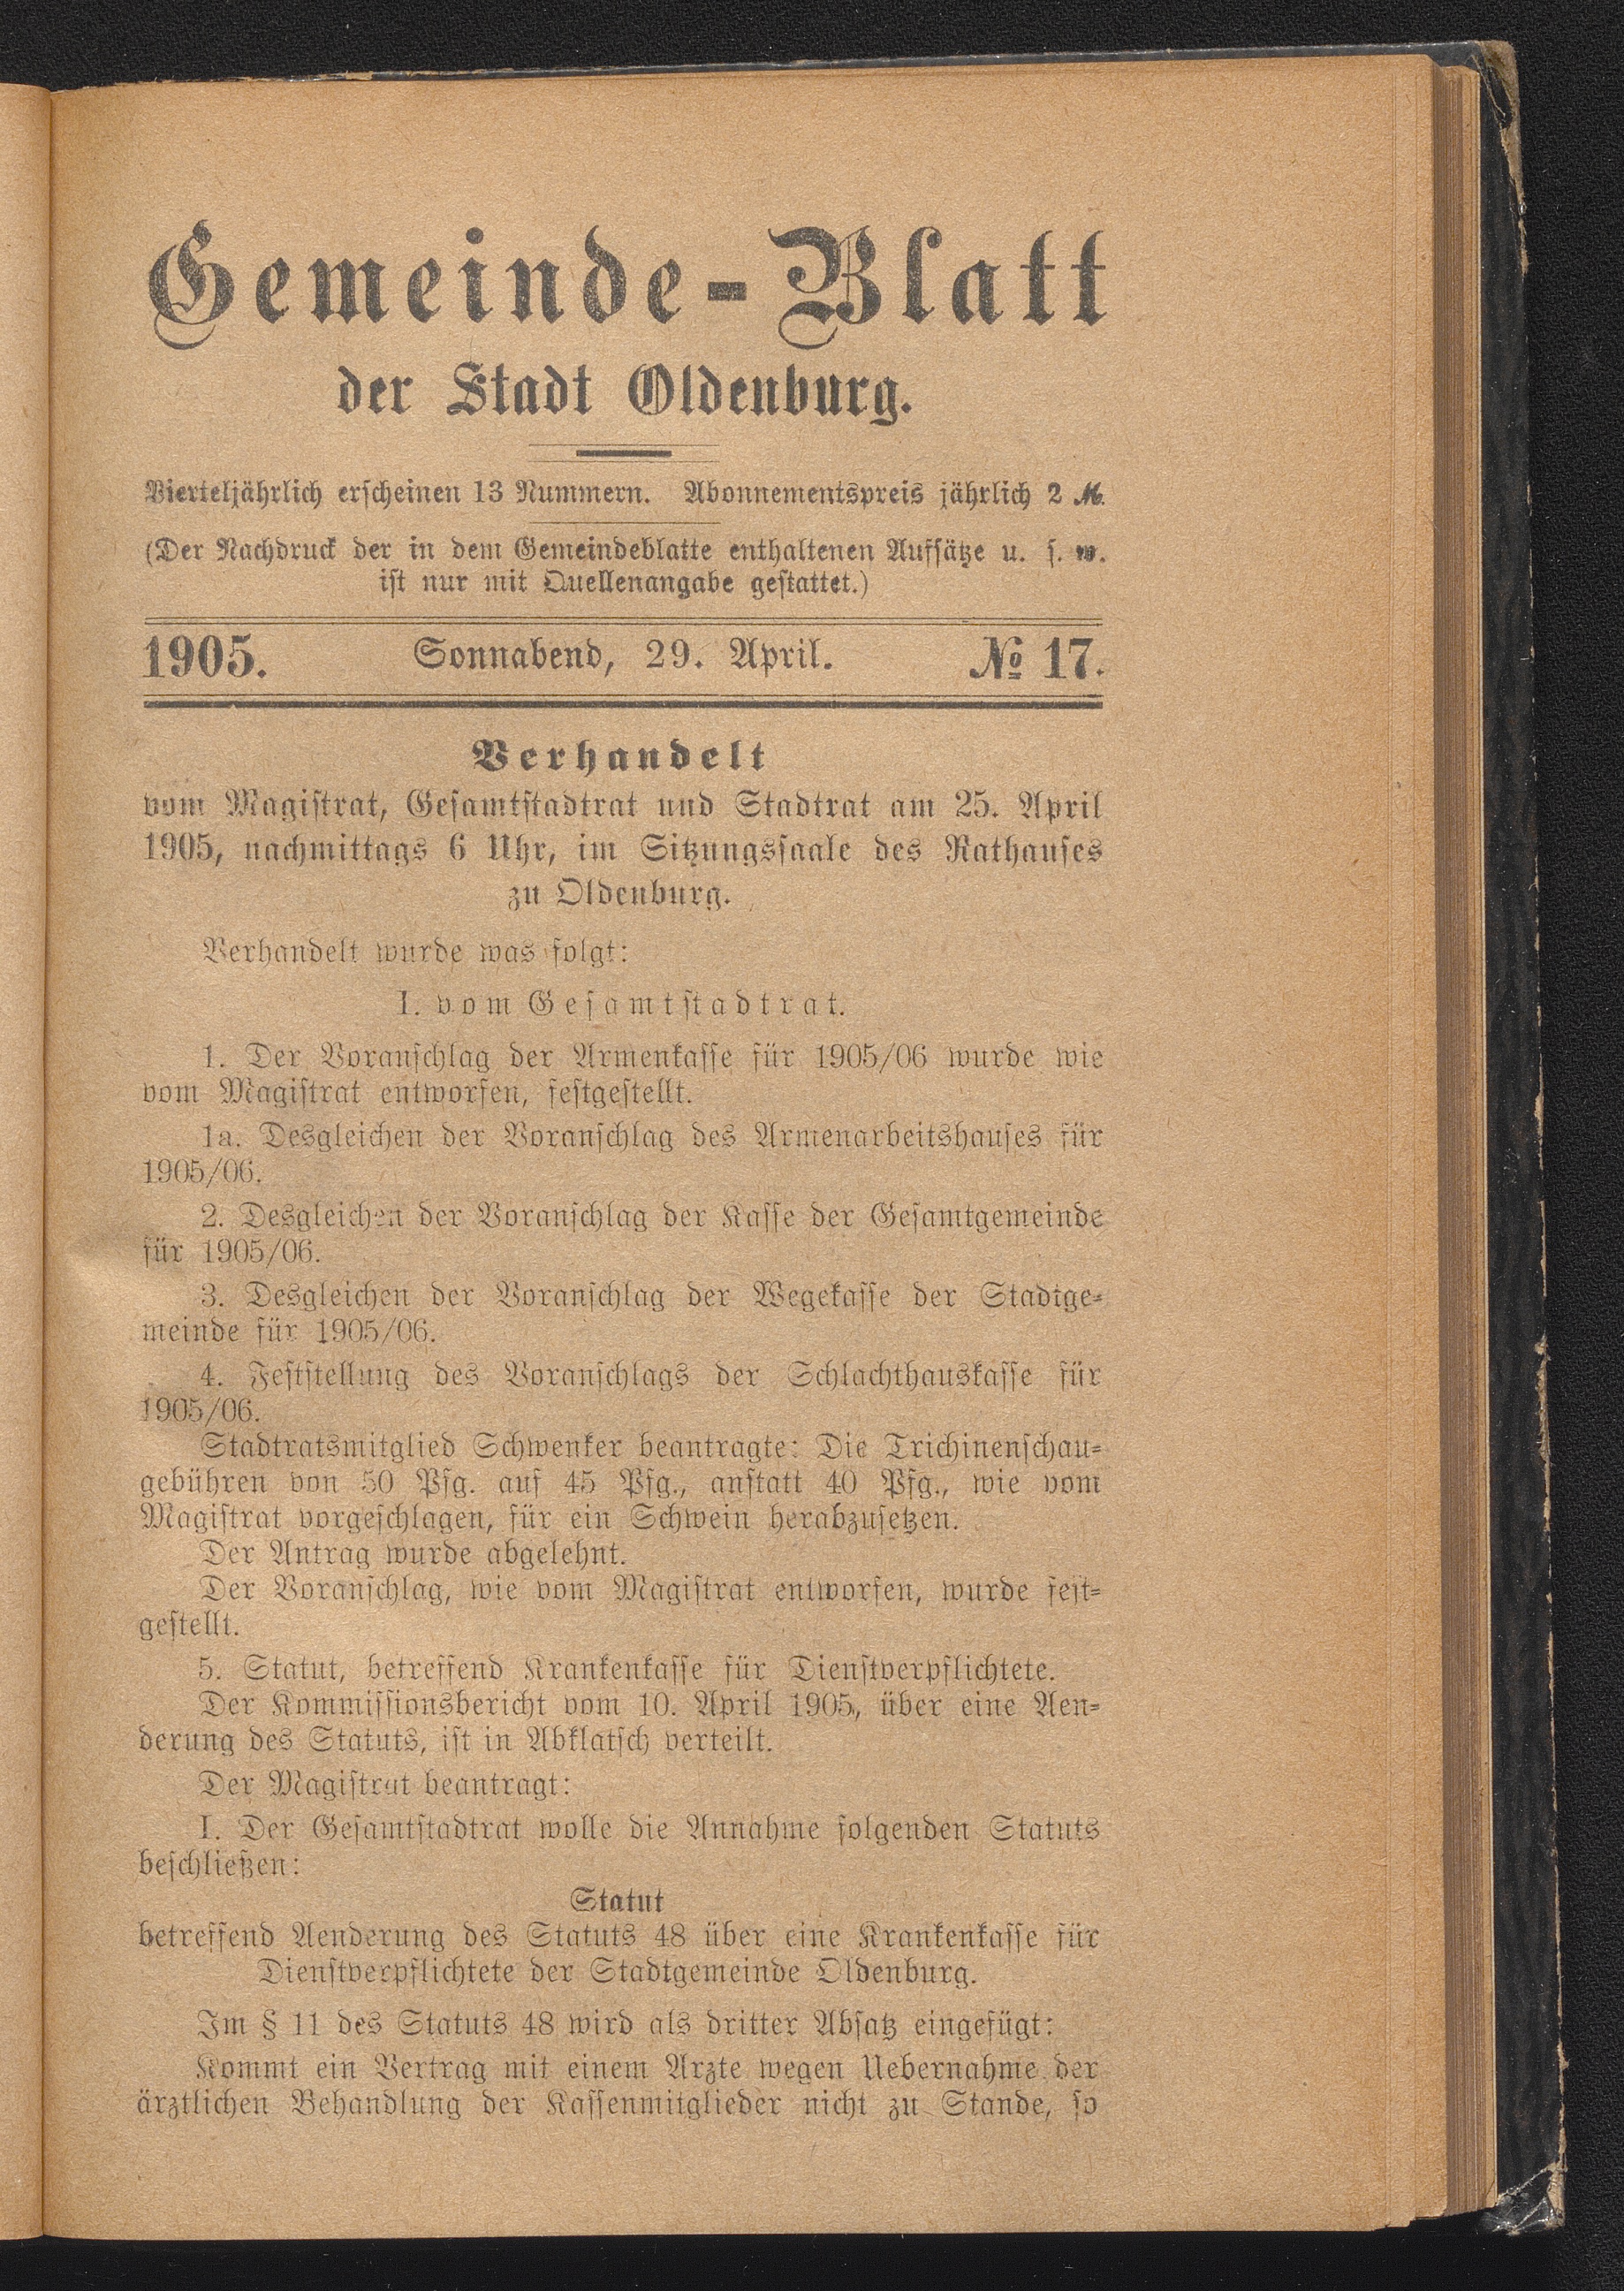 Gemeinde-Blatt
der Stadt Oldenburg.
Vierteljährlich erscheinen 13 Nummern. Abonnementspreis jährlich 2 ℳ.
(Der Nachdruck der in dem Gemeindeblatte enthaltenen Aufsätze u. s. w.
ist nur mit Quellenangabe gestattet.)
1905. Sonnabend, 29. April. № 17.
Verhandelt
vom Magistrat, Gesamtstadtrat und Stadtrat am 25. April
1905, nachmittags 6 Uhr, im Sitzungssaale des Rathauses
zu Oldenburg.
Verhandelt wurde was folgt:
I. vom Gesamtstadtrat.
1. Der Voranschlag der Armenkasse für 1905/06 wurde wie
vom Magistrat entworfen, festgestellt.
1a. Desgleichen der Voranschlag des Armenarbeitshauses für
1905/06.
2. Desgleichen der Voranschlag der Kasse der Gesamtgemeinde
für 1905/06.
3. Desgleichen der Voranschlag der Wegekasse der Stadtge-
meinde für 1905/06.
4. Feststellung des Voranschlags der Schlachthauskasse für
1905/06.
Stadtratsmitglied Schwenker beantragte: Die Trichinenschau-
gebühren von 50 Pfg. auf 45 Pfg., anstatt 40 Pfg., wie vom
Magistrat vorgeschlagen, für ein Schwein herabzusetzen.
Der Antrag wurde abgelehnt.
Der Voranschlag, wie vom Magistrat entworfen, wurde fest-
gestellt.
5. Statut, betreffend Krankenkasse für Dienstverpflichtete.
Der Kommissionsbericht vom 10. April 1905, über eine Aen-
derung des Statuts, ist in Abklatsch verteilt.
Der Magistrat beantragt:
I. Der Gesamtstadtrat wolle die Annahme folgenden Statuts
beschließen:
Statut
betreffend Aenderung des Statuts 48 über eine Krankenkasse für
Dienstverpflichtete der Stadtgemeinde Oldenburg.
Im § 11 des Statuts 48 wird als dritter Absatz eingefügt:
Kommt ein Vertrag mit einem Arzte wegen Uebernahme der
ärztlichen Behandlung der Kassenmitglieder nicht zu Stande, so